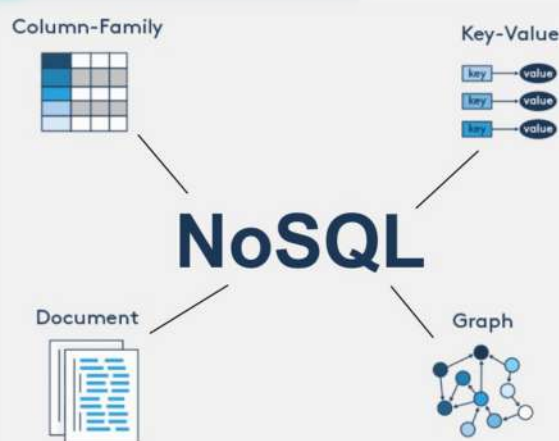 Column-Family
Key-Value
key value
key value
key value
NoSQL
Document
Graph